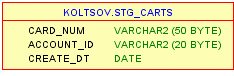 KOLTSOV.STG_CARTS
CARD_NUM VARCHAR2 (50 BYTE)
ACCOUNT_ID VARCHAR2 (20 BYTE)
CREATE_DT DATE